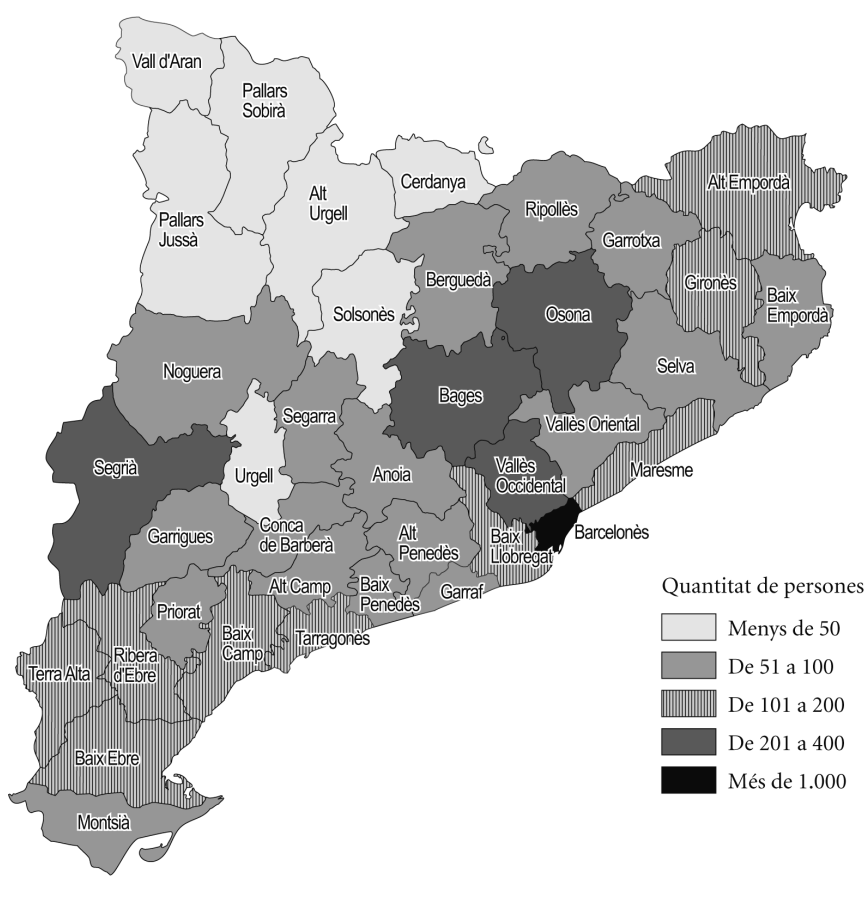 Vall d'Aran
Pallars
Sobirà
Alt
Urgell
Cerdanya
Pallars
Jussà
Ripollès
Alt Empordà
Garrotxa
Berguedà
Gironès
Baix
Empordà
Solsonès
Osona
Noguera
Selva
Bages
Segarra
Vallès Oriental
Segrià
Urgell
Anoia
Vallès
Occidental
Maresme
Garrigues
Conca
de Barberà
Alt
Penedès
Baix
Llobregat
Barcelonès
Alt Camp
Baix
Penedès
Garraf
Priorat
Baix
Camp
Tarragonès
Terra Alta
Ribera
d'Ebre
Baix Ebre
Montsià
Quantitat de persones
Menys de 50
De 51 a 100
De 101 a 200
De 201 a 400
Més de 1.000